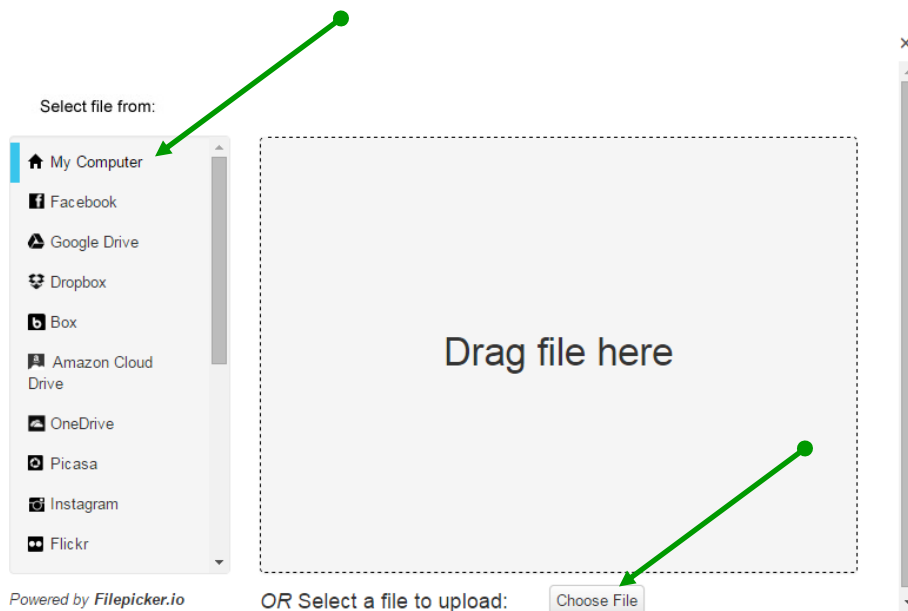 Select file from:
My Computer
Facebook
Google Drive
Dropbox
Box
Amazon Cloud
Drive
OneDrive
Picasa
Instagram
Flickr
Drag file here
Powered by Filepicker.io
OR Select a file to upload:
Choose File